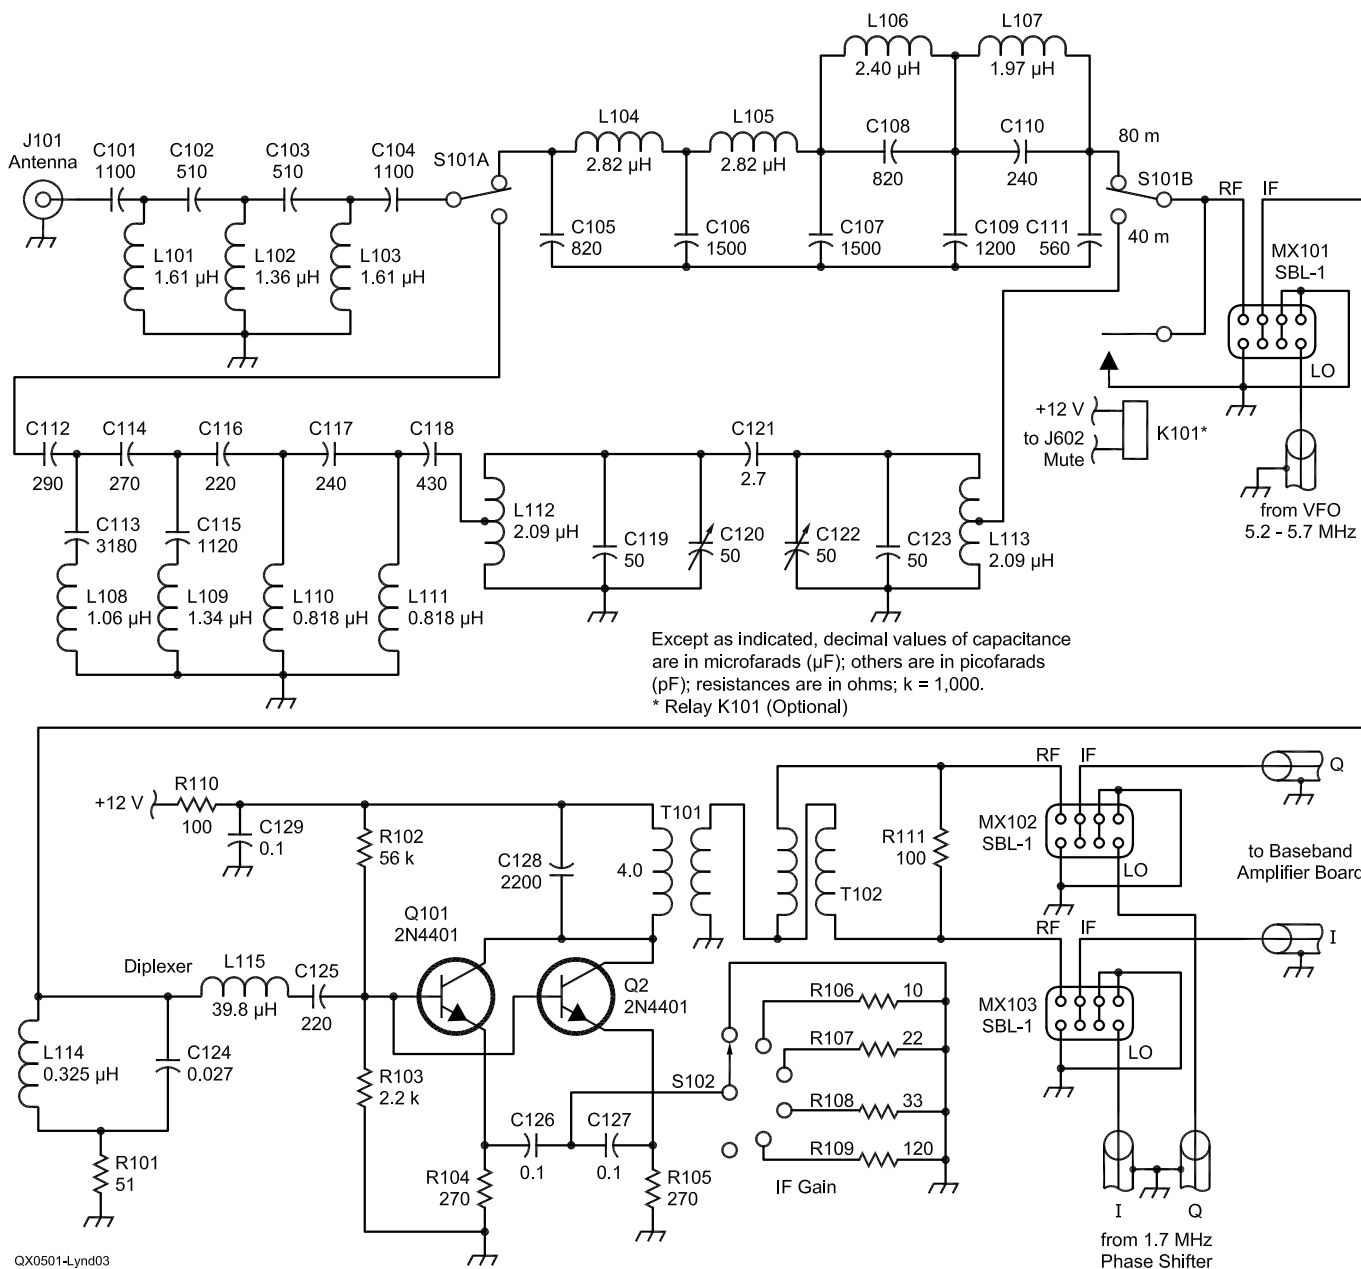 L106
2.40 µH
L107
1.97 µH
J101
Antenna
C101
1100
C102
510
C103
510
C104
1100
S101A
L104
2.82 µH
L105
2.82 µH
C108
820
C110
240
80 m
S101B
40 m
RF
IF
L101
1.61 µH
L102
1.36 µH
L103
1.61 µH
C105
820
C106
1500
C107
1500
C109
1200
C111
560
MX101
SBL-1
LO
+12 V
to J602
Mute
K101*
from VFO
5.2 - 5.7 MHz
C112
290
C114
270
C116
220
C117
240
C118
430
C121
2.7
C113
3180
C115
1120
L112
2.09 µH
C119
50
C120
50
C122
50
C123
50
L113
2.09 µH
L108
1.06 µH
L109
1.34 µH
L110
0.818 µH
L111
0.818 µH
Except as indicated, decimal values of capacitance
are in microfarads (µF); others are in picofarads
(pF); resistances are in ohms; k = 1,000.
* Relay K101 (Optional)
+12 V
R110
100
C129
0.1
R102
56 k
C128
2200
T101
4.0
T102
R111
100
RF
IF
Q
MX102
SBL-1
LO
to Baseband
Amplifier Board
Q101
2N4401
Q2
2N4401
Diplexer
L115
39.8 µH
C125
220
RF
IF
I
MX103
SBL-1
LO
L114
0.325 µH
C124
0.027
R103
2.2 k
S102
R106
10
R107
22
R108
33
R109
120
IF Gain
C126
0.1
C127
0.1
R101
51
R104
270
R105
270
I
Q
from 1.7 MHz
Phase Shifter
QX0501-Lynd03